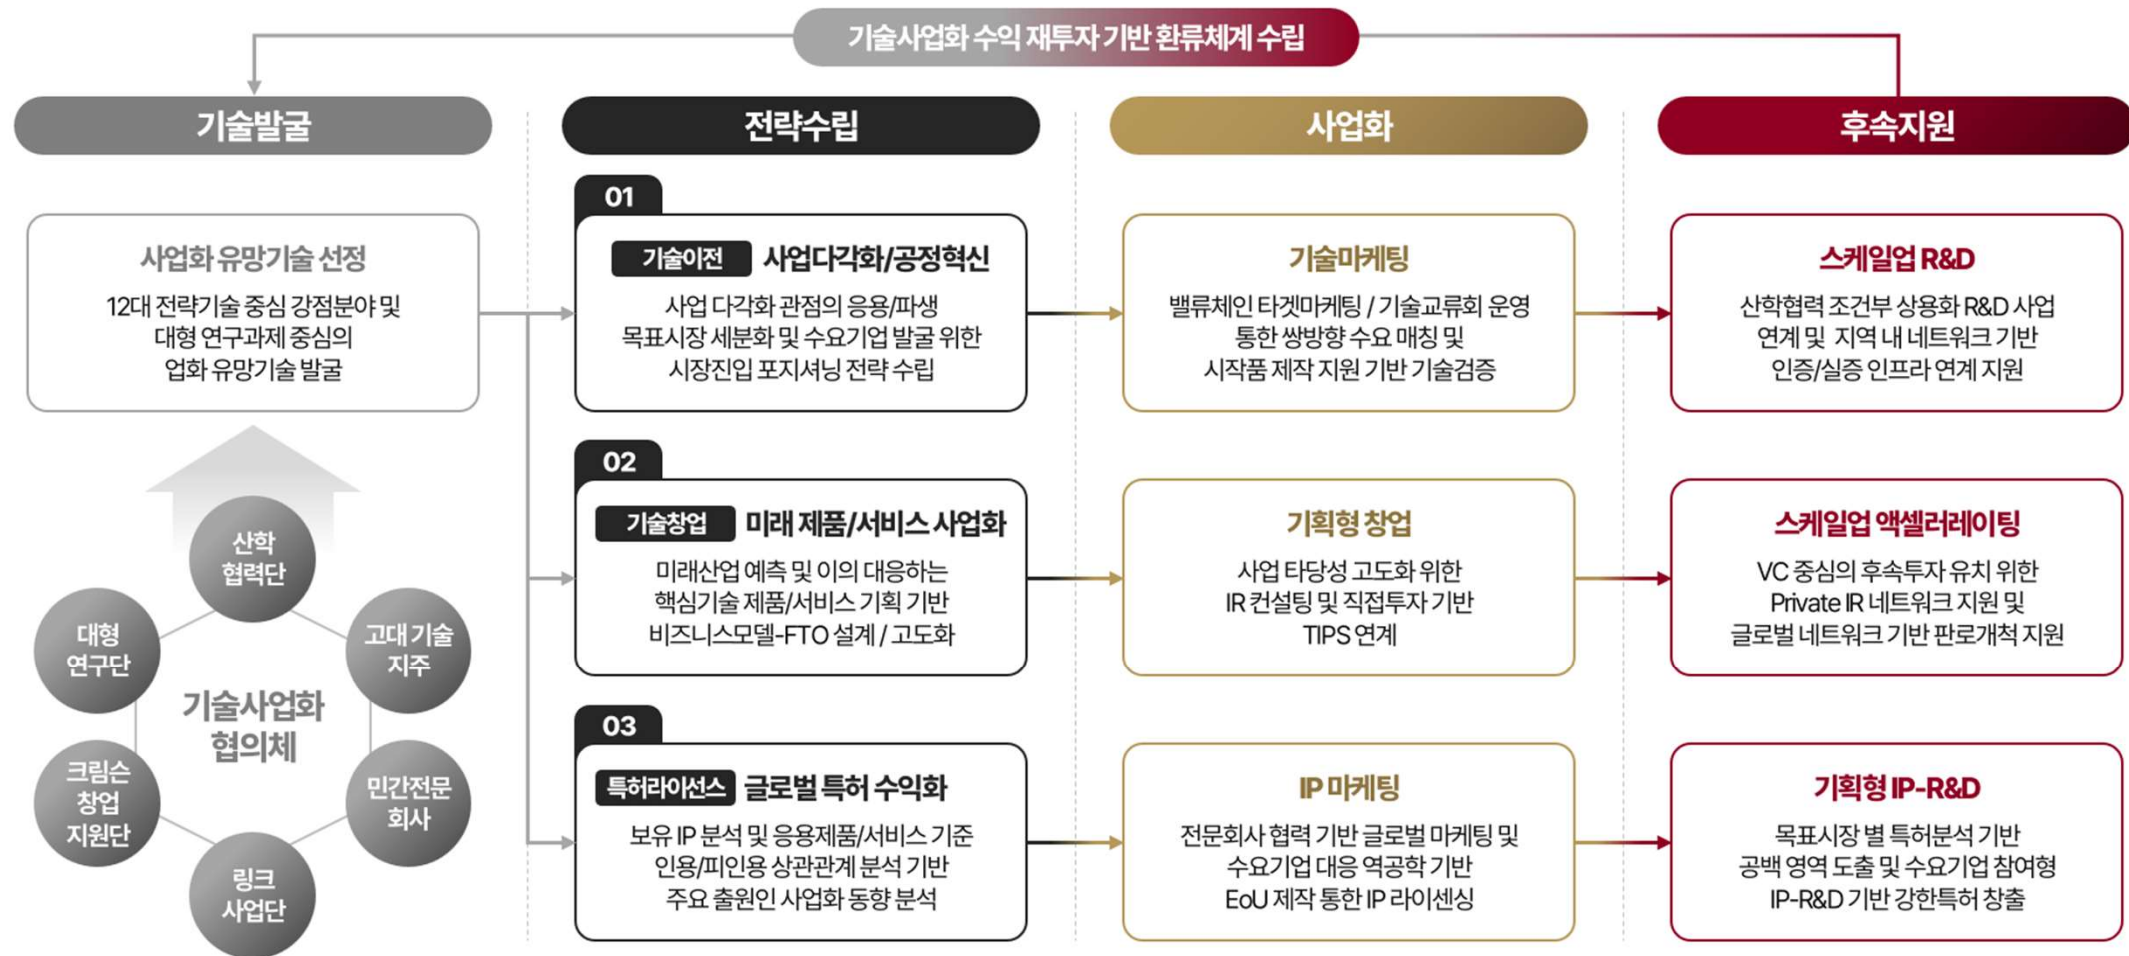 기술사업화 수익 재투자 기반 환류체계 수립
기술발굴
전략수립
사업화
후속지원
사업화 유망기술 선정
12대 전략기술 중심 강점분야 및
대형 연구과제 중심의
업화 유망기술 발굴
산학
협력단
대형
연구단
고대 기술
지주
기술사업화
협의체
크림슨
창업
지원단
민간전문
회사
링크
사업단
01
기술이전 사업다각화/공정혁신
사업 다각화 관점의 응용/파생
목표시장 세분화 및 수요기업 발굴 위한
시장진입 포지셔닝 전략 수립
기술마케팅
밸류체인 타겟마케팅 / 기술교류회 운영
통한 쌍방향 수요 매칭 및
시작품 제작 지원 기반 기술검증
스케일업 R&D
산학협력 조건부 상용화 R&D 사업
연계 및 지역 내 네트워크 기반
인증/실증 인프라 연계 지원
02
기술창업 미래 제품/서비스 사업화
미래산업 예측 및 이의 대응하는
핵심기술 제품/서비스 기획 기반
비즈니스모델-FTO 설계 / 고도화
기획형 창업
사업 타당성 고도화 위한
IR 컨설팅 및 직접투자 기반
TIPS 연계
스케일업 액셀러레이팅
VC 중심의 후속투자 유치 위한
Private IR 네트워크 지원 및
글로벌 네트워크 기반 판로개척 지원
03
특허라이선스 글로벌 특허 수익화
보유 IP 분석 및 응용제품/서비스 기준
인용/피인용 상관관계 분석 기반
주요 출원인 사업화 동향 분석
IP 마케팅
전문회사 협력 기반 글로벌 마케팅 및
수요기업 대응 역공학 기반
EoU 제작 통한 IP 라이센싱
기획형 IP-R&D
목표시장 별 특허분석 기반
공백 영역 도출 및 수요기업 참여형
IP-R&D 기반 강한특허 창출